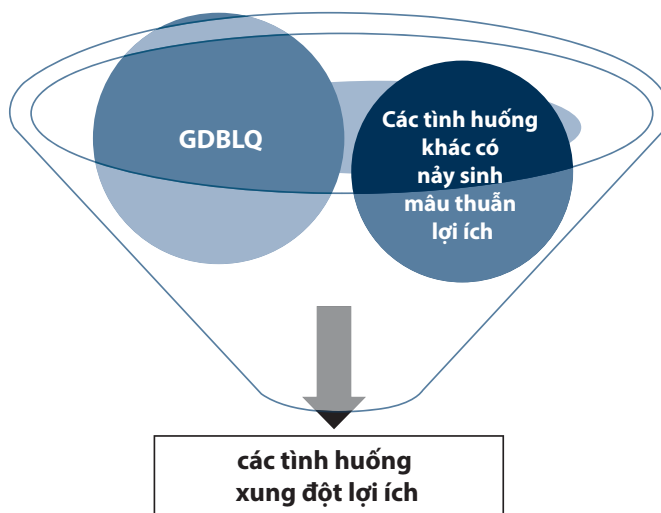 GDBLQ
Các tình huống
khác có
nảy sinh
mâu thuẫn
lợi ích
các tình huống
xung đột lợi ích